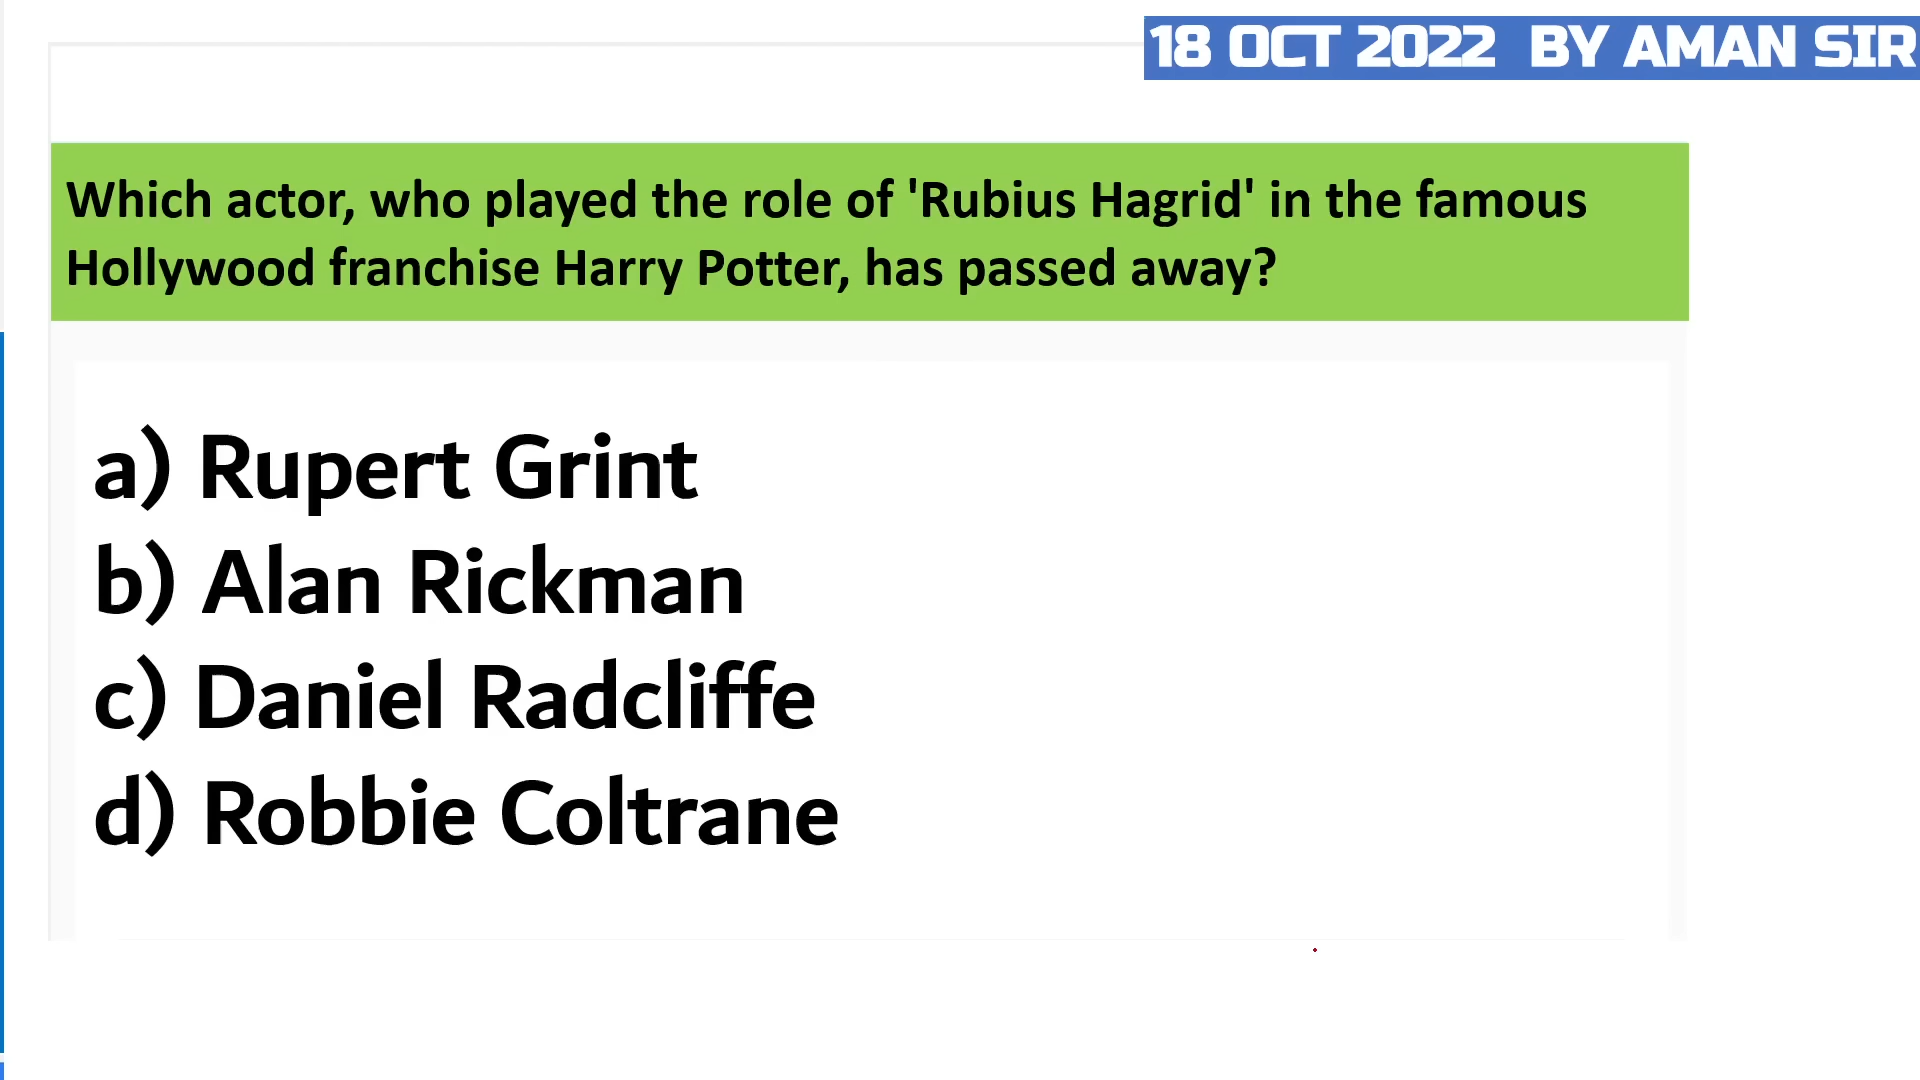 18 OCT 2022 BY AMAN SIR
Which actor, who played the role of 'Rubius Hagrid' in the famous
Hollywood franchise Harry Potter, has passed away?
a) Rupert Grint
b) Alan Rickman
c) Daniel Radcliffe
d) Robbie Coltrane